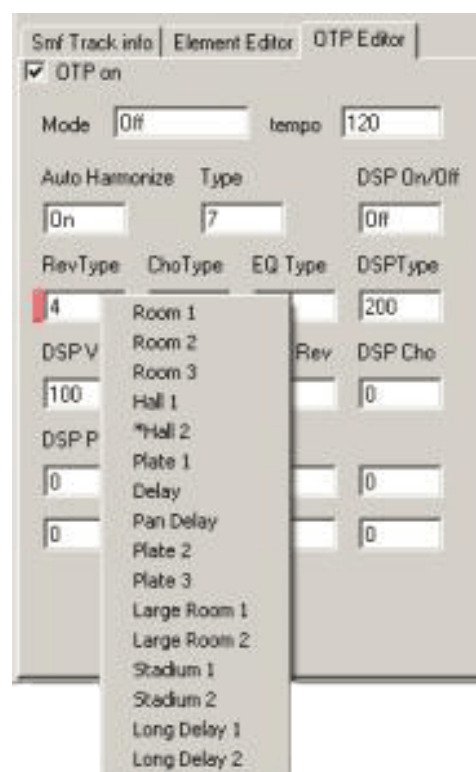 Smf Track info Element Editor OTP Editor
OTP on
Mode Off tempo 120
Auto Harmonize Type DSP On/Off
On 7 Off
RevType ChoType EQ Type DSPType
4 200
DSP V Rev DSP Cho
100 0
DSP P
0 0
0 0
Room 1
Room 2
Room 3
Hall 1
*Hall 2
Plate 1
Delay
Pan Delay
Plate 2
Plate 3
Large Room 1
Large Room 2
Stadium 1
Stadium 2
Long Delay 1
Long Delay 2